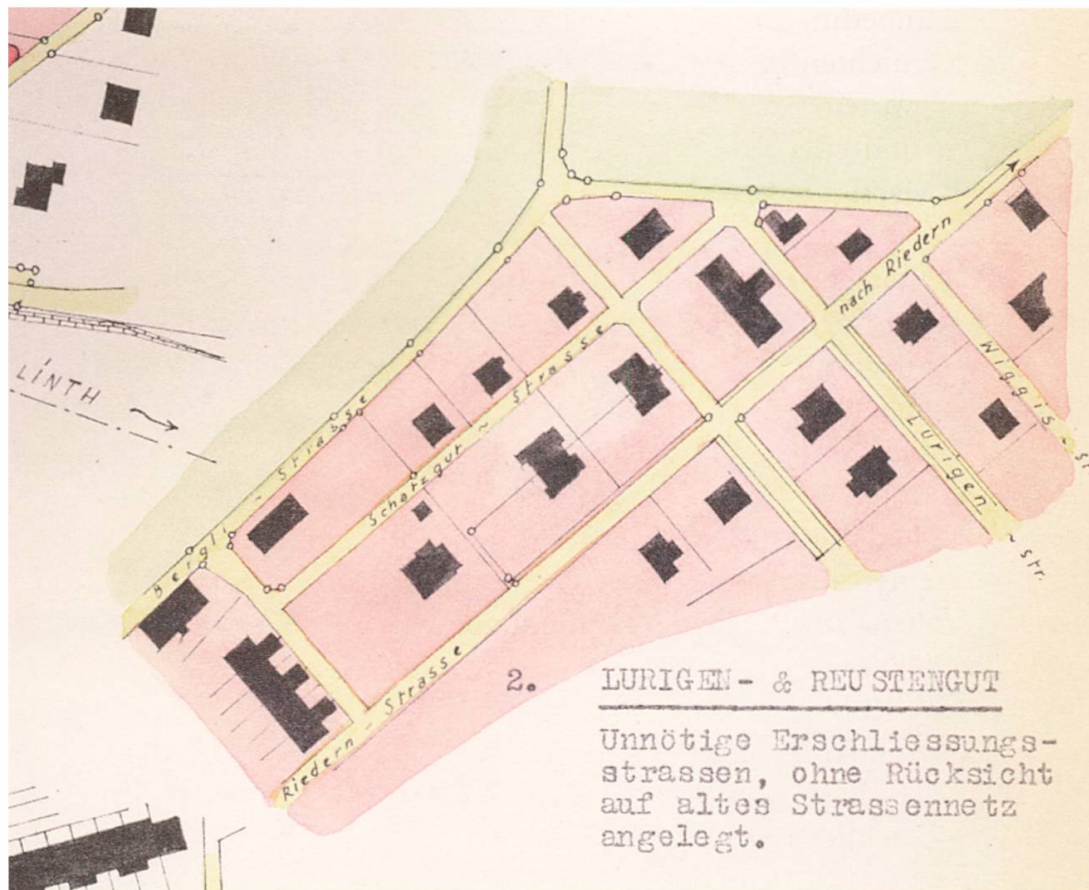 LINTH
Bergli - Strasse
Schatzgut ~ Strasse
nach Riedern
Wiggis - St
Lurigen ~ Str.
Riedern - Strasse
2. LURIGEN- & REUSTENGUT
Unnötige Erschliessungs-
strassen, ohne Rücksicht
auf altes Strassennetz
angelegt.